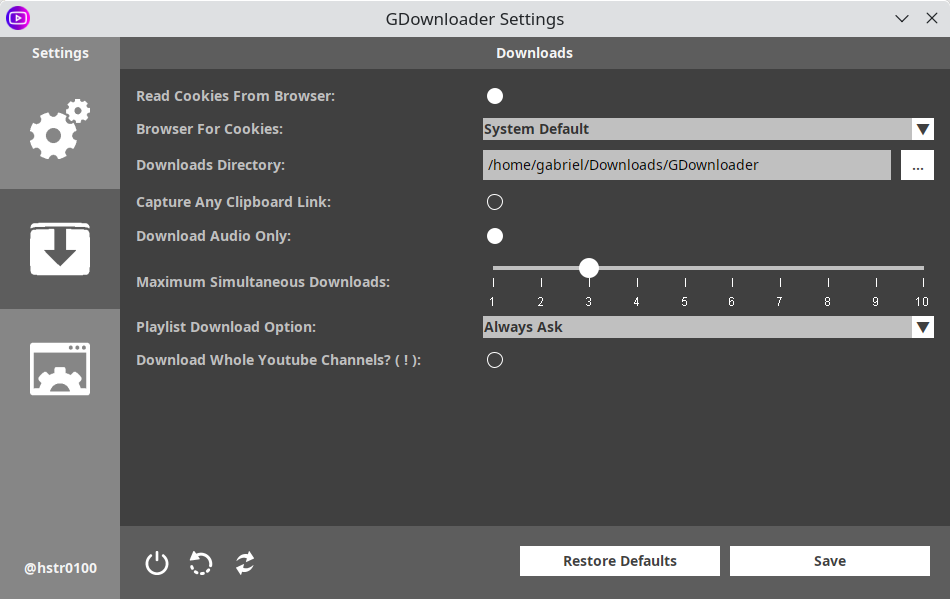 GDownloader Settings
Settings
Downloads
Read Cookies From Browser:
Browser For Cookies:
System Default
Downloads Directory:
/home/gabriel/Downloads/GDownloader
...
Capture Any Clipboard Link:
Download Audio Only:
Maximum Simultaneous Downloads:
1 2 3 4 5 6 7 8 9 10
Playlist Download Option:
Always Ask
Download Whole Youtube Channels? ( ! ):
@hstr0100
Restore Defaults
Save